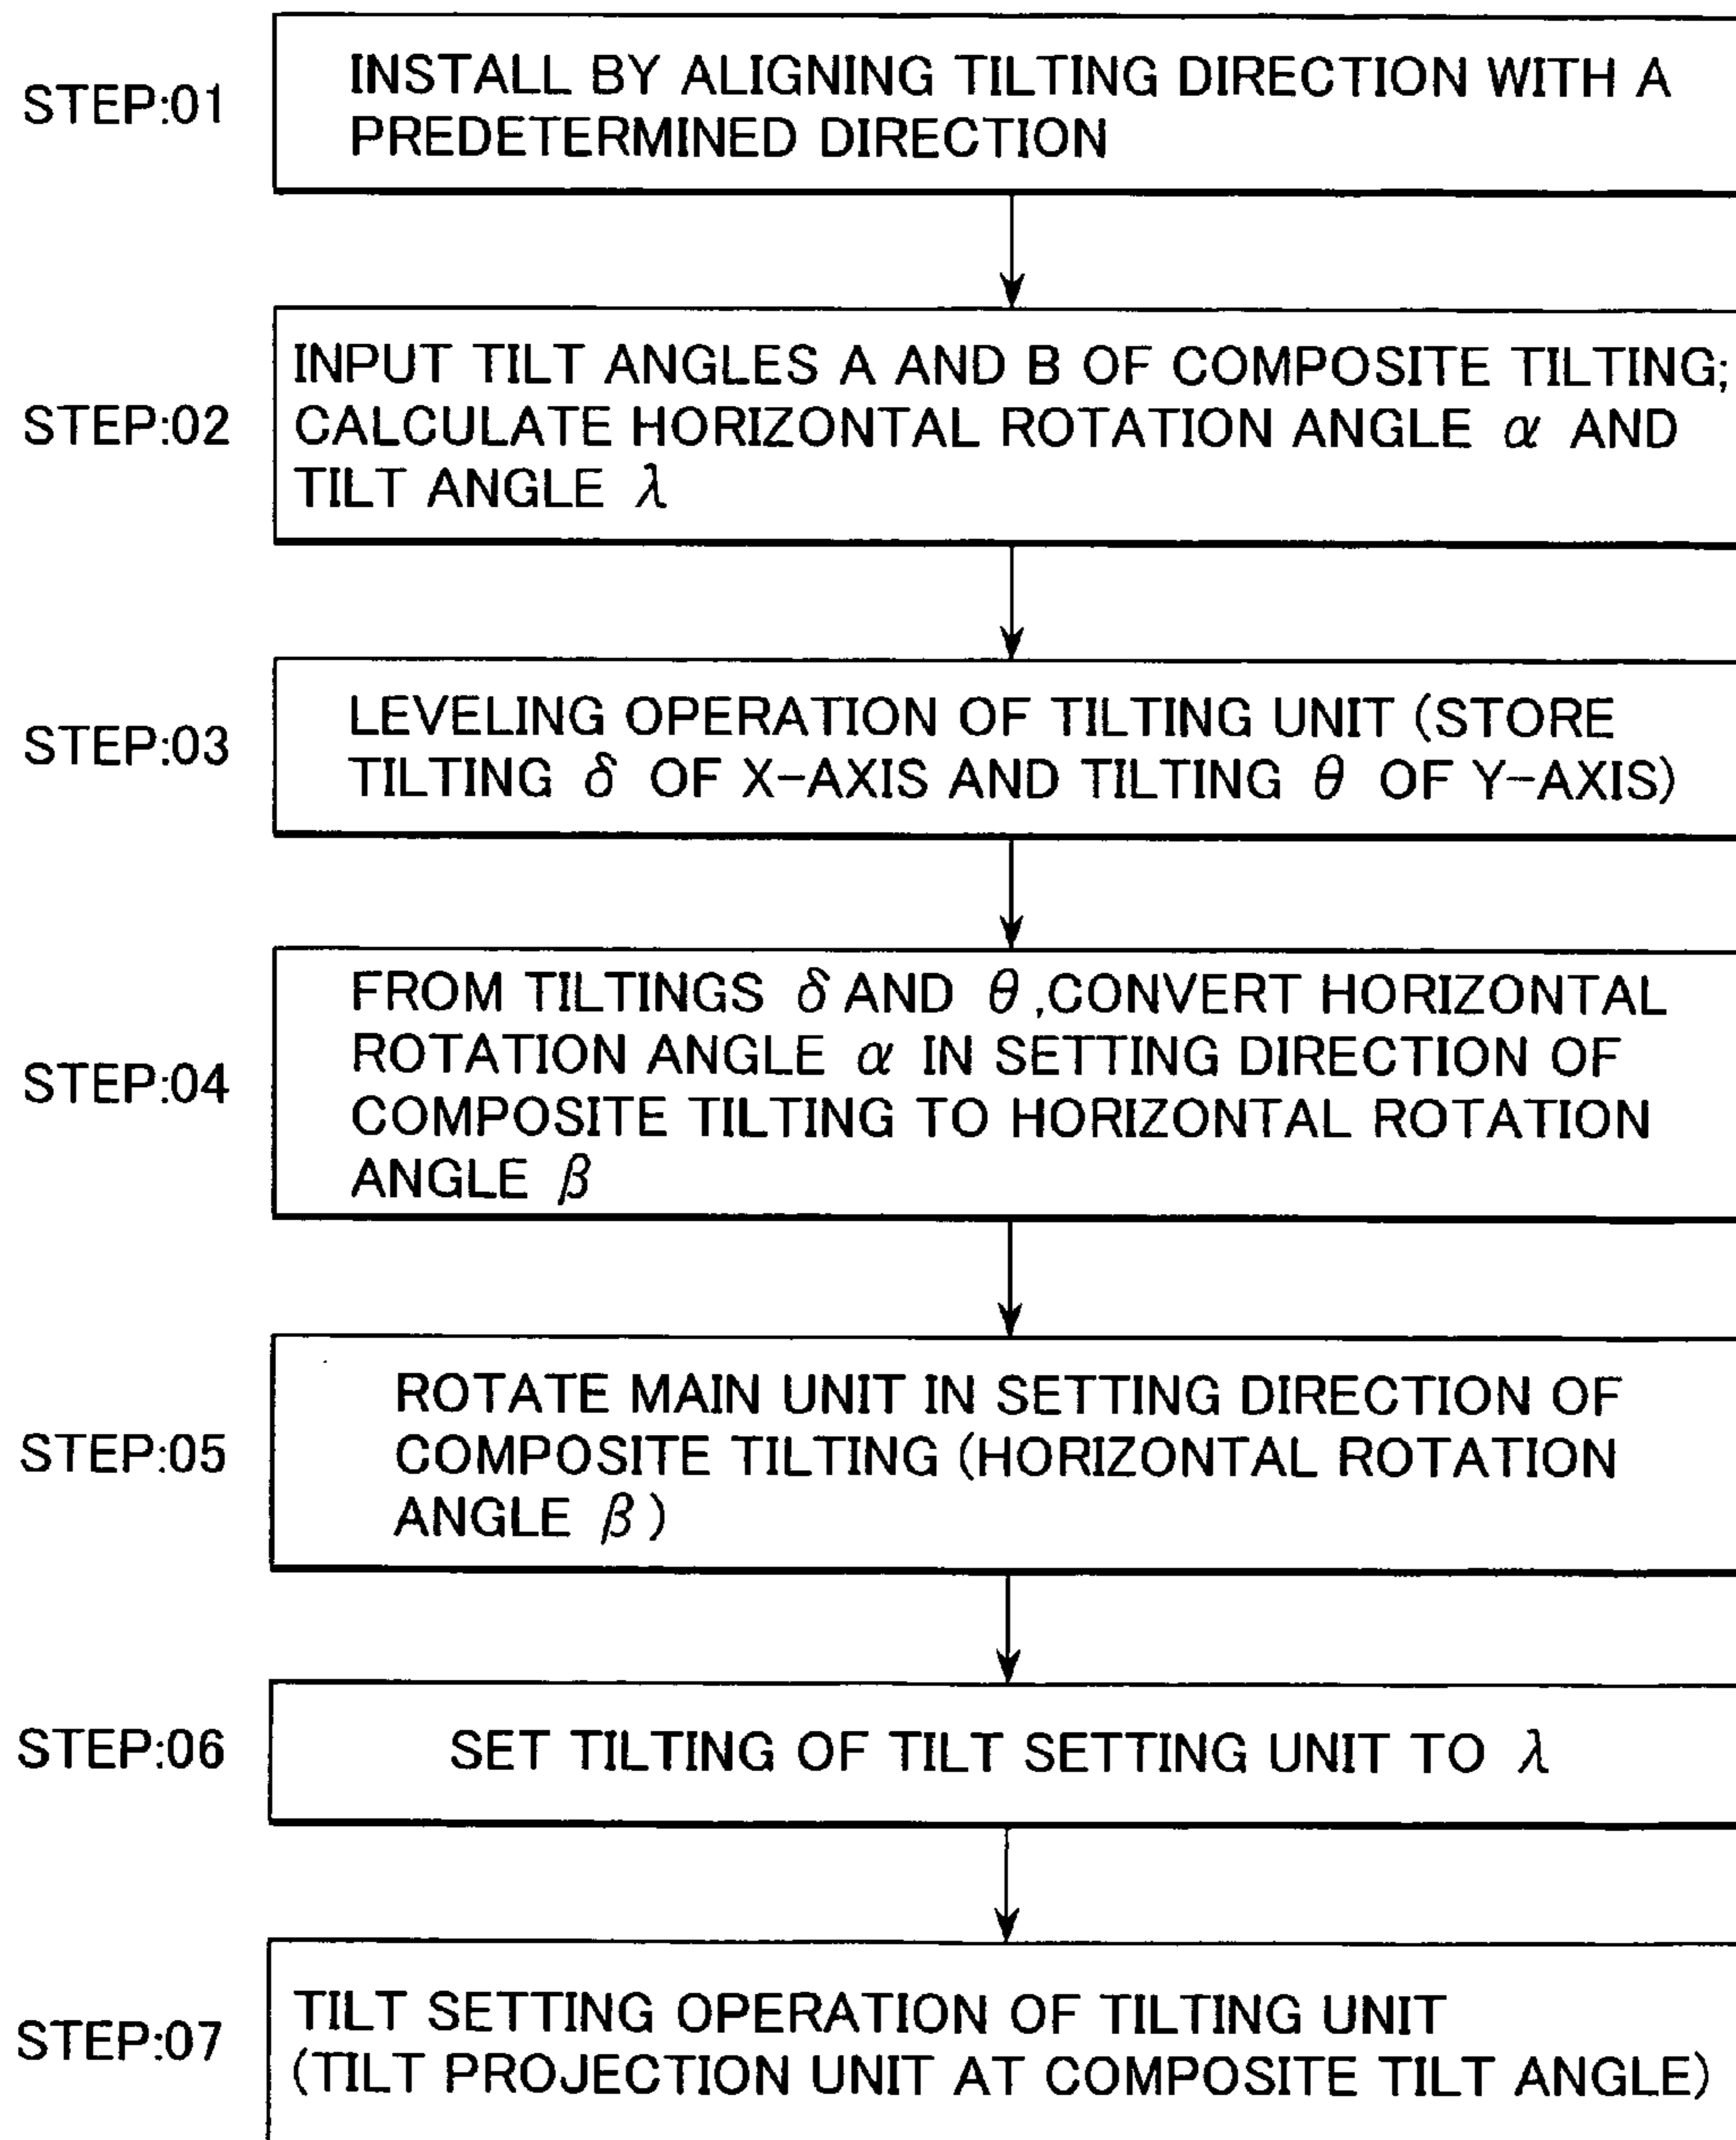 STEP:01
INSTALL BY ALIGNING TILTING DIRECTION WITH A
PREDETERMINED DIRECTION
STEP:02
INPUT TILT ANGLES A AND B OF COMPOSITE TILTING;
CALCULATE HORIZONTAL ROTATION ANGLE α AND
TILT ANGLE λ
STEP:03
LEVELING OPERATION OF TILTING UNIT (STORE
TILTING δ OF X-AXIS AND TILTING θ OF Y-AXIS)
STEP:04
FROM TILTINGS δ AND θ ,CONVERT HORIZONTAL
ROTATION ANGLE α IN SETTING DIRECTION OF
COMPOSITE TILTING TO HORIZONTAL ROTATION
ANGLE β
STEP:05
ROTATE MAIN UNIT IN SETTING DIRECTION OF
COMPOSITE TILTING (HORIZONTAL ROTATION
ANGLE β )
STEP:06
SET TILTING OF TILT SETTING UNIT TO λ
STEP:07
TILT SETTING OPERATION OF TILTING UNIT
(TILT PROJECTION UNIT AT COMPOSITE TILT ANGLE)